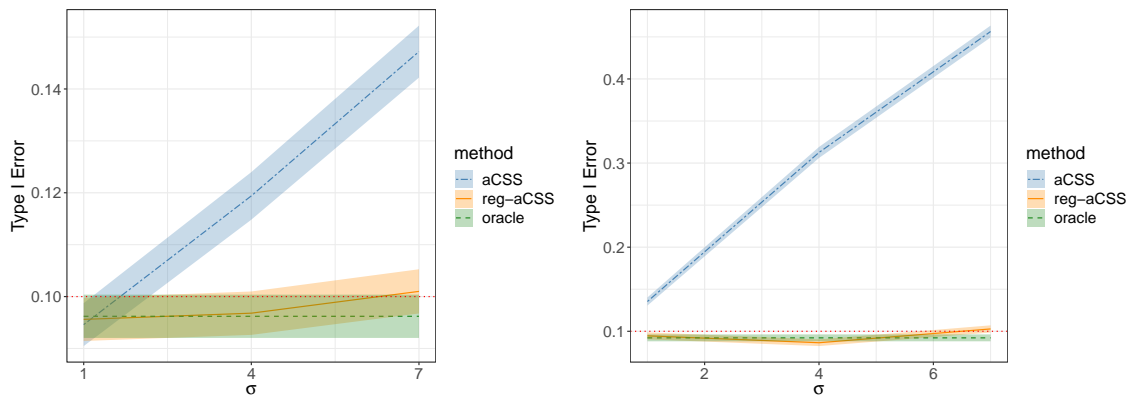 Type I Error
0.14
0.12
0.10
1
4
7
σ
method
aCSS
reg−aCSS
oracle
Type I Error
0.4
0.3
0.2
0.1
2
4
6
σ
method
aCSS
reg−aCSS
oracle